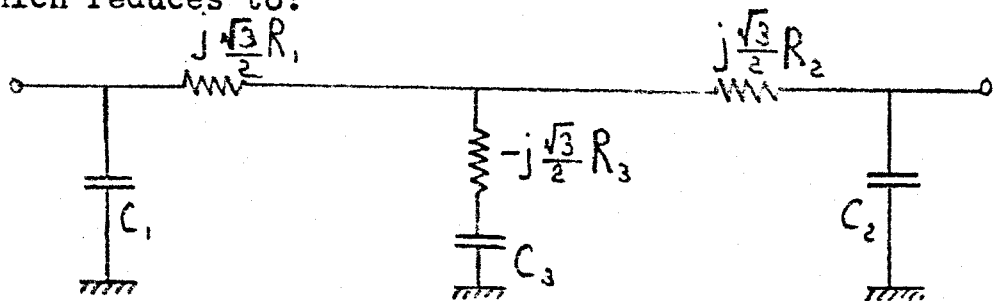 which reduces to:
j √3/2 R₁
j √3/2 R₂
-j √3/2 R₃
C₁
C₂
C₃